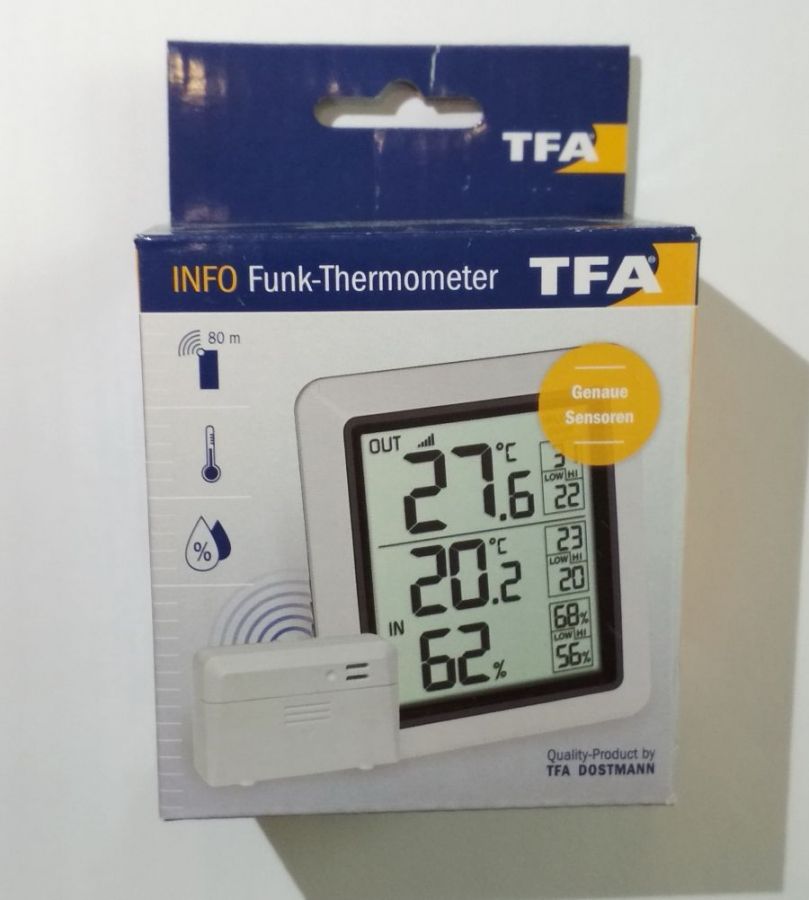 TFA
INFO Funk-Thermometer TFA®
80 m
Genaue
Sensoren
OUT 27.6 °C
LOW HI
22
20.2 °C
23
LOW HI
20
IN 62%
68%
LOW HI
56%
%
Quality-Product by
TFA DOSTMANN